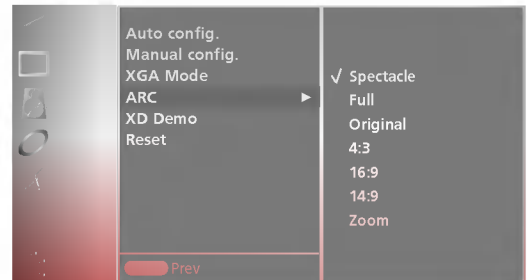 Auto config.
Manual config.
XGA Mode
ARC
XD Demo
Reset
Prev
Spectacle
Full
Original
4:3
16:9
14:9
Zoom